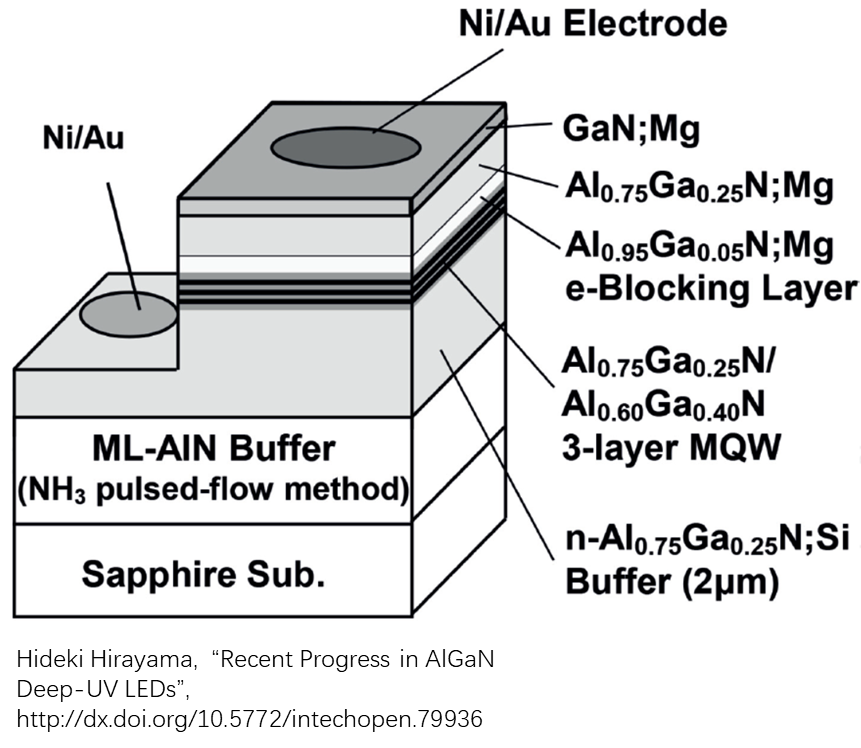 Ni/Au Electrode
Ni/Au
GaN;Mg
Al₀.₇₅Ga₀.₂₅N;Mg
Al₀.₉₅Ga₀.₀₅N;Mg
e-Blocking Layer
Al₀.₇₅Ga₀.₂₅N/
Al₀.₆₀Ga₀.₄₀N
3-layer MQW
n-Al₀.₇₅Ga₀.₂₅N;Si
Buffer (2μm)
ML-AlN Buffer
(NH₃ pulsed-flow method)
Sapphire Sub.
Hideki Hirayama, “Recent Progress in AlGaN
Deep-UV LEDs”,
http://dx.doi.org/10.5772/intechopen.79936